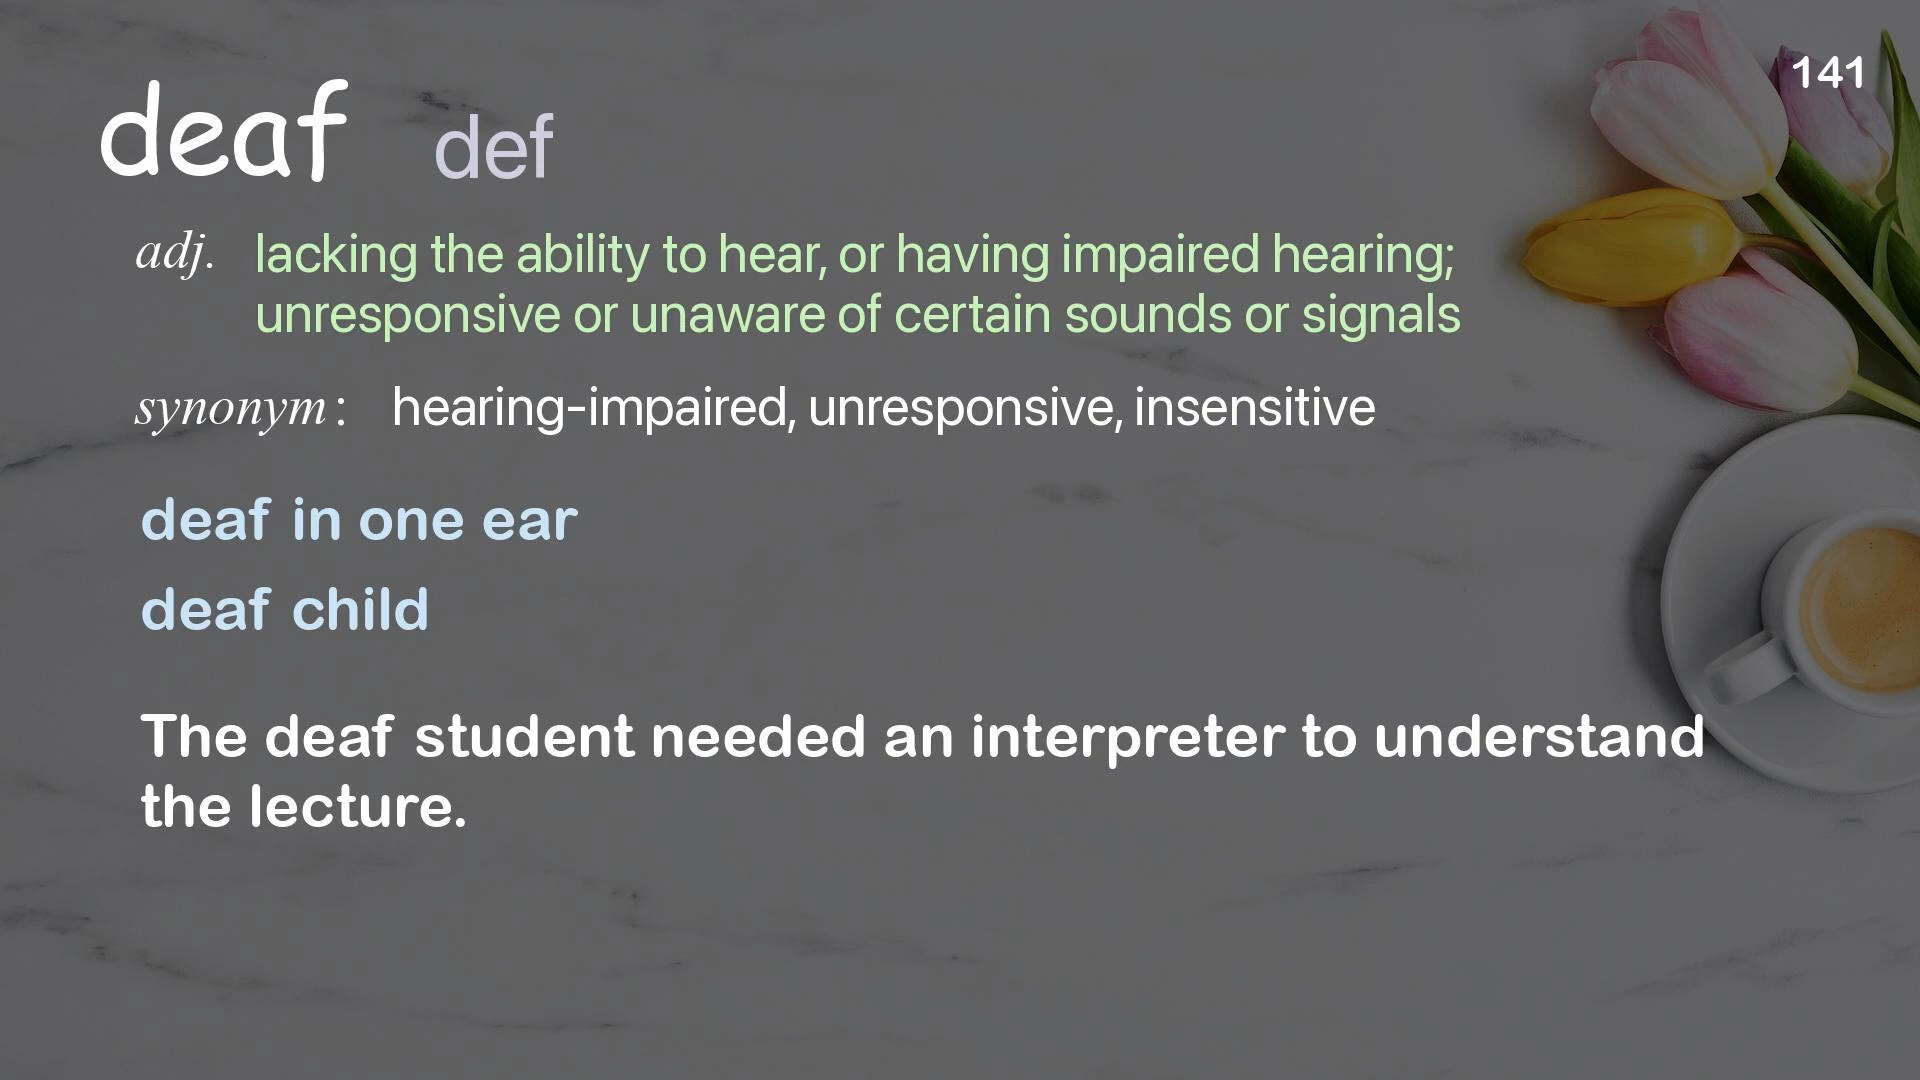 141
deaf def
adj. lacking the ability to hear, or having impaired hearing;
unresponsive or unaware of certain sounds or signals
synonym: hearing-impaired, unresponsive, insensitive
deaf in one ear
deaf child
The deaf student needed an interpreter to understand
the lecture.